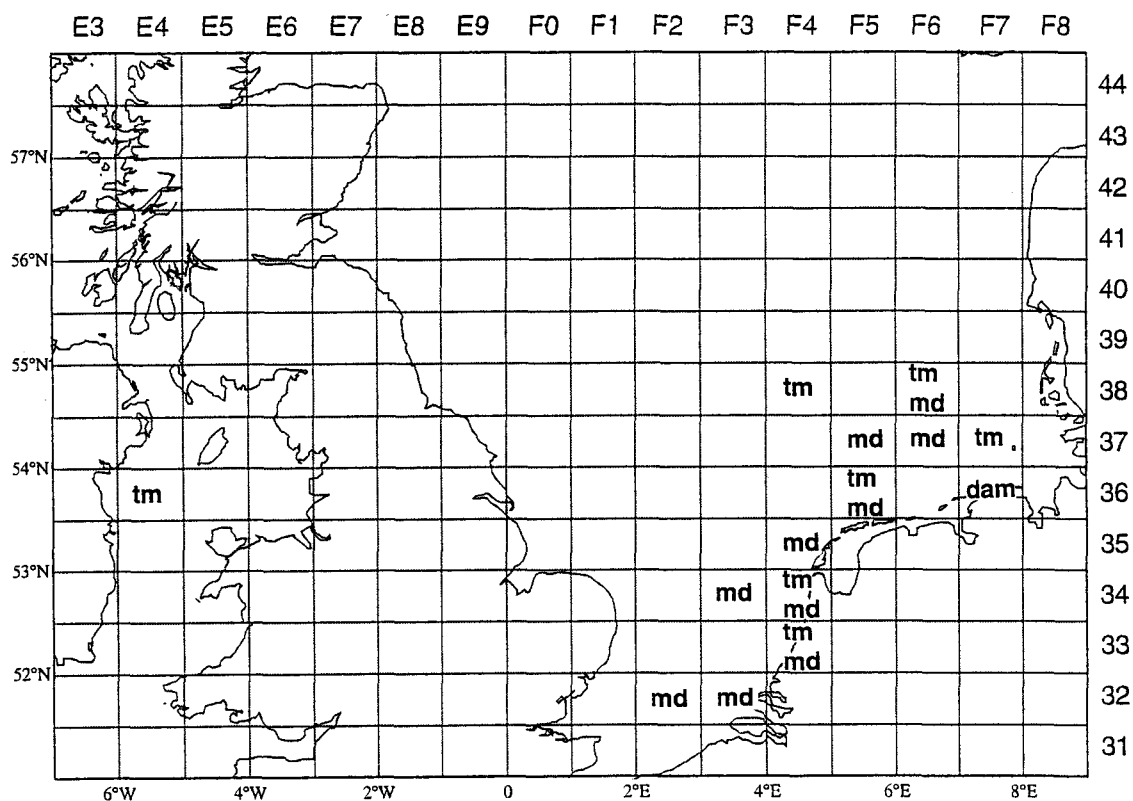 E3 E4 E5 E6 E7 E8 E9 F0 F1 F2 F3 F4 F5 F6 F7 F8
44
43
57°N
42
41
56°N
40
39
55°N
tm tm 38
md
md md tm 37
54°N
tm tm dam 36
md
md 35
53°N
md tm 34
md
tm 33
md
52°N
md md 32
31
6°W 4°W 2°W 0 2°E 4°E 6°E 8°E